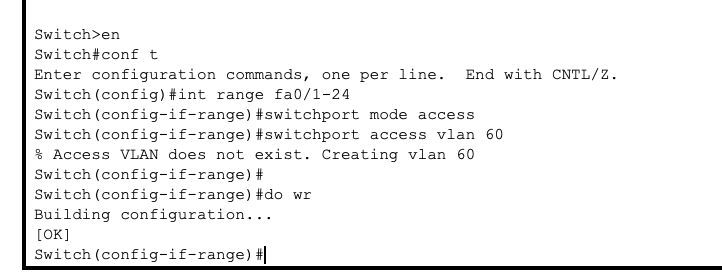 Switch>en
Switch#conf t
Enter configuration commands, one per line.  End with CNTL/Z.
Switch(config)#int range fa0/1-24
Switch(config-if-range)#switchport mode access
Switch(config-if-range)#switchport access vlan 60
% Access VLAN does not exist. Creating vlan 60
Switch(config-if-range)#
Switch(config-if-range)#do wr
Building configuration...
[OK]
Switch(config-if-range)#